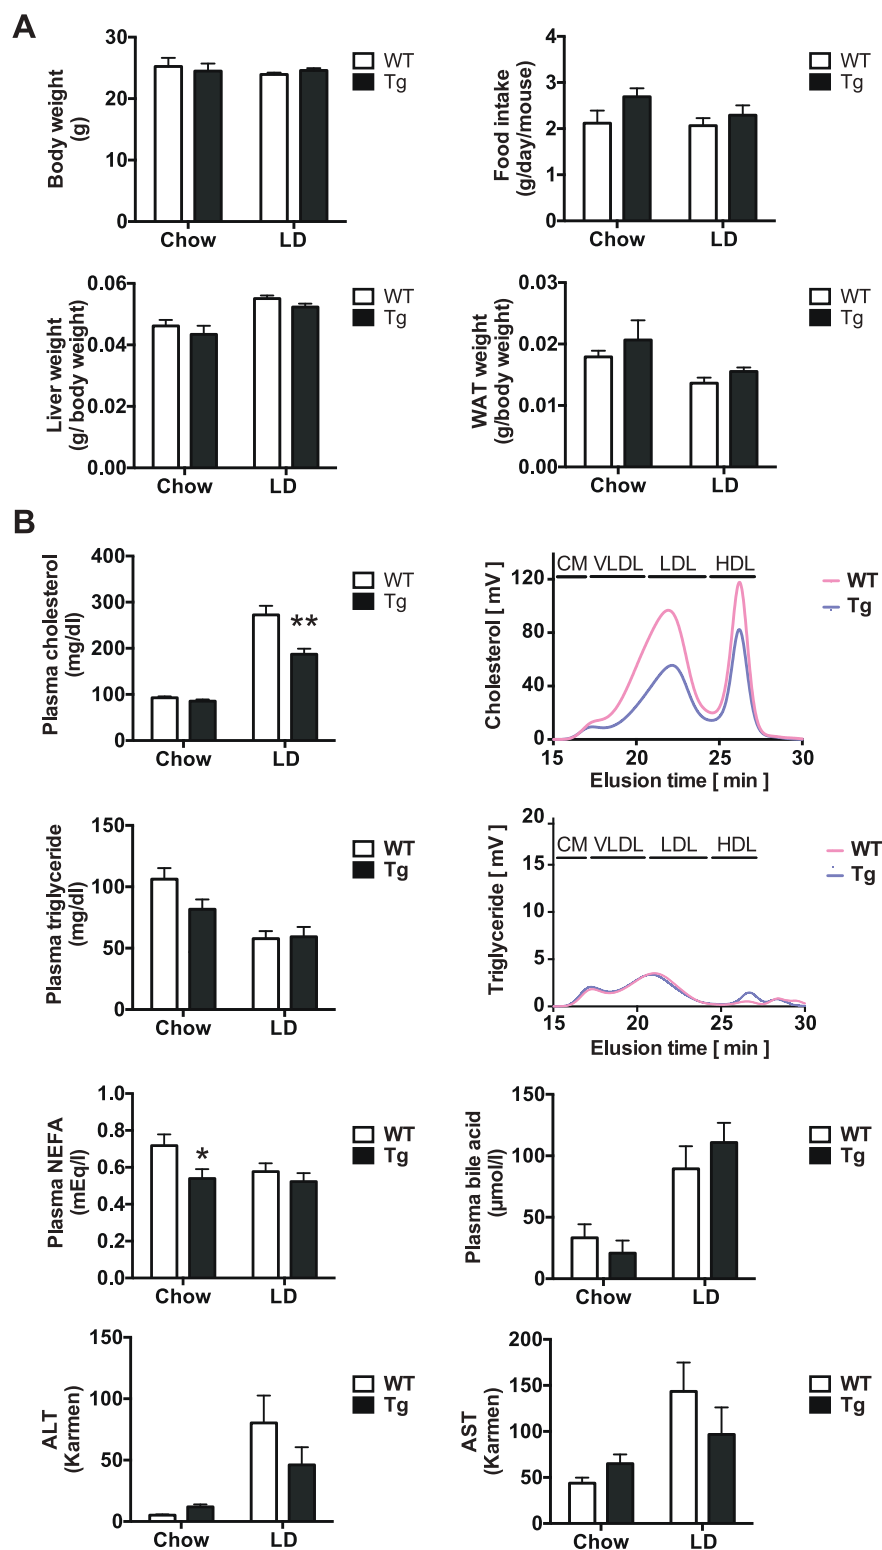 A
Body weight
(g)
30
20
10
0
Chow
LD
WT
Tg
Food intake
(g/day/mouse)
4
3
2
1
0
Chow
LD
WT
Tg
Liver weight
(g/ body weight)
0.06
0.04
0.02
0.00
Chow
LD
WT
Tg
WAT weight
(g/body weight)
0.03
0.02
0.01
0.00
Chow
LD
WT
Tg
B
Plasma cholesterol
(mg/dl)
400
300
200
100
0
**
Chow
LD
WT
Tg
Cholesterol [ mV ]
CM VLDL LDL HDL
120
80
40
0
15 20 25 30
Elusion time [ min ]
WT
Tg
Plasma triglyceride
(mg/dl)
150
100
50
0
Chow
LD
WT
Tg
Triglyceride [ mV ]
20
CM VLDL LDL HDL
15
10
5
0
15 20 25 30
Elusion time [ min ]
WT
Tg
Plasma NEFA
(mEq/l)
1.0
0.8
0.6
0.4
0.2
0.0
*
Chow
LD
WT
Tg
Plasma bile acid
(μmol/l)
150
100
50
0
Chow
LD
WT
Tg
ALT
(Karmen)
150
100
50
0
Chow
LD
WT
Tg
AST
(Karmen)
200
150
100
50
0
Chow
LD
WT
Tg